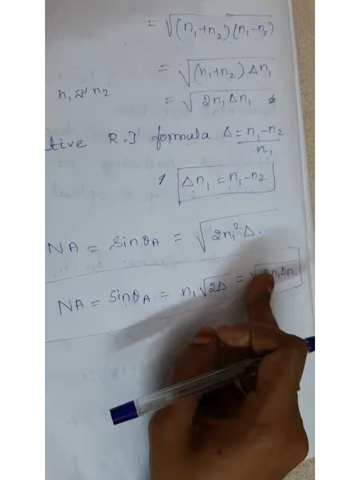 = √(n₁+n₂) (n₁-n₂)
= √(n₁+n₂) Δn₁
n₁ ≈ n₂
= √2n₁Δn₁
tive R.I formula Δ = n₁-n₂ / n₁
Δn₁ = n₁-n₂
NA = sinθA = √2n₁²Δ.
NA = sinθA = n₁√2Δ = √2n₁Δn₁